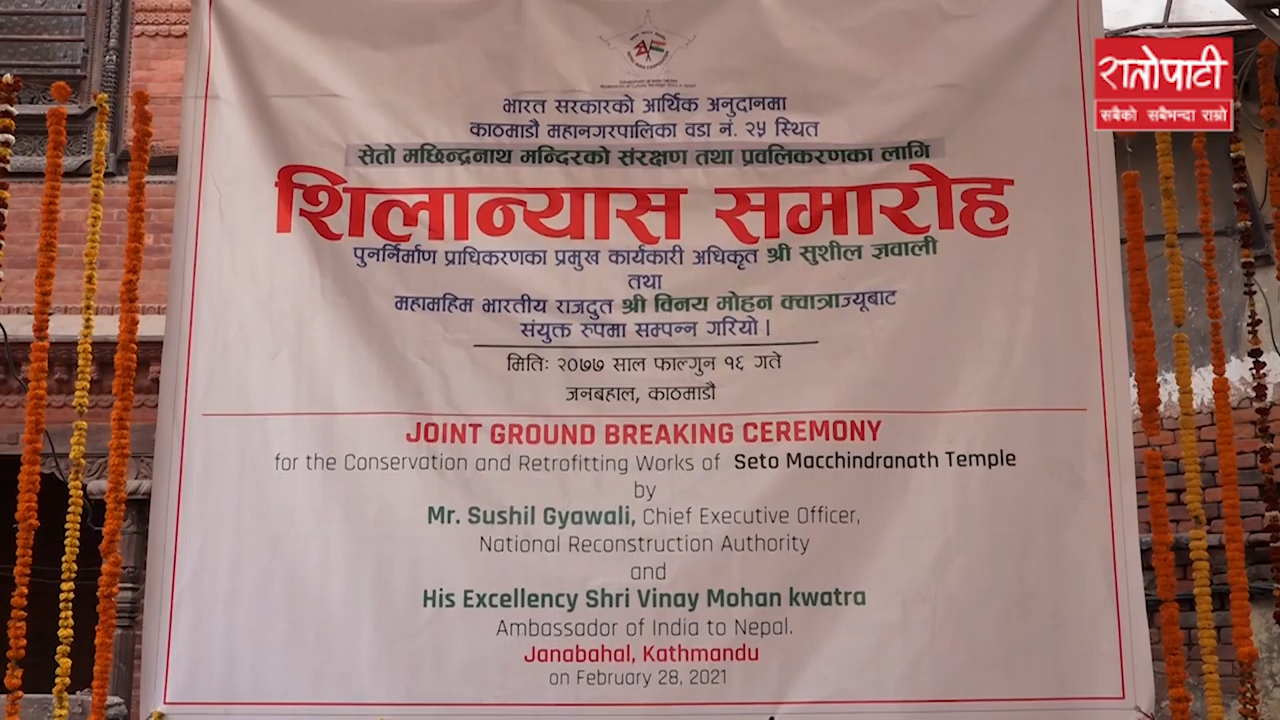 भारत सरकारको आर्थिक अनुदानमा
काठमाडौ महानगरपालिका वडा नं. २५ स्थित
सेतो मछिन्द्रनाथ मन्दिरको संरक्षण तथा प्रवलिकरणका लागि
शिलान्यास समारोह
पुनर्निर्माण प्राधिकरणका प्रमुख कार्यकारी अधिकृत श्री सुशील ज्ञवाली
तथा
महामहिम भारतीय राजदुत श्री विनय मोहन क्वात्राज्यूबाट
संयुक्त रुपमा सम्पन्न गरियो ।
मितिः २०७७ साल फाल्गुन १६ गते
जनबहाल, काठमाडौ
JOINT GROUND BREAKING CEREMONY
for the Conservation and Retrofitting Works of Seto Macchindranath Temple
by
Mr. Sushil Gyawali, Chief Executive Officer,
National Reconstruction Authority
and
His Excellency Shri Vinay Mohan kwatra
Ambassador of India to Nepal.
Janabahal, Kathmandu
on February 28, 2021
रातोपाटी
सबैको सबैभन्दा राम्रो